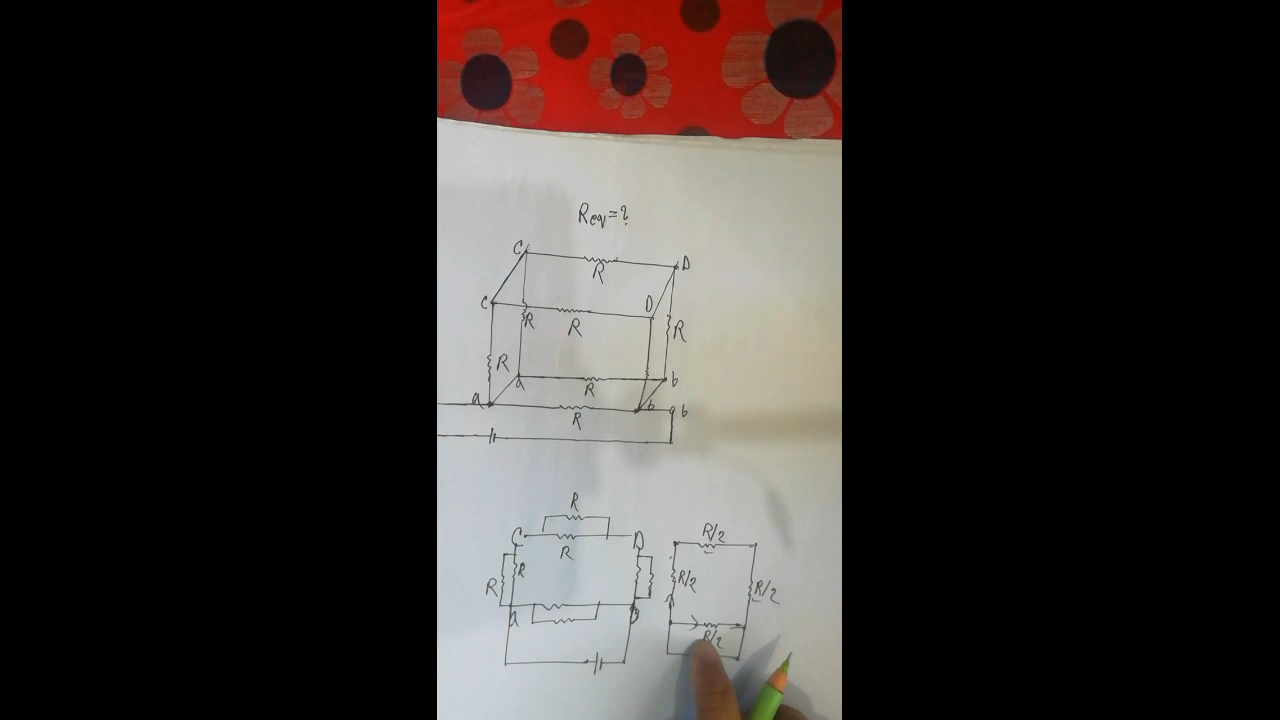 Req = ?
C R D
C R D
R R
R
a R b
a R b b
R
C R D
R R
a B
R/2
R/2 R/2
R/2